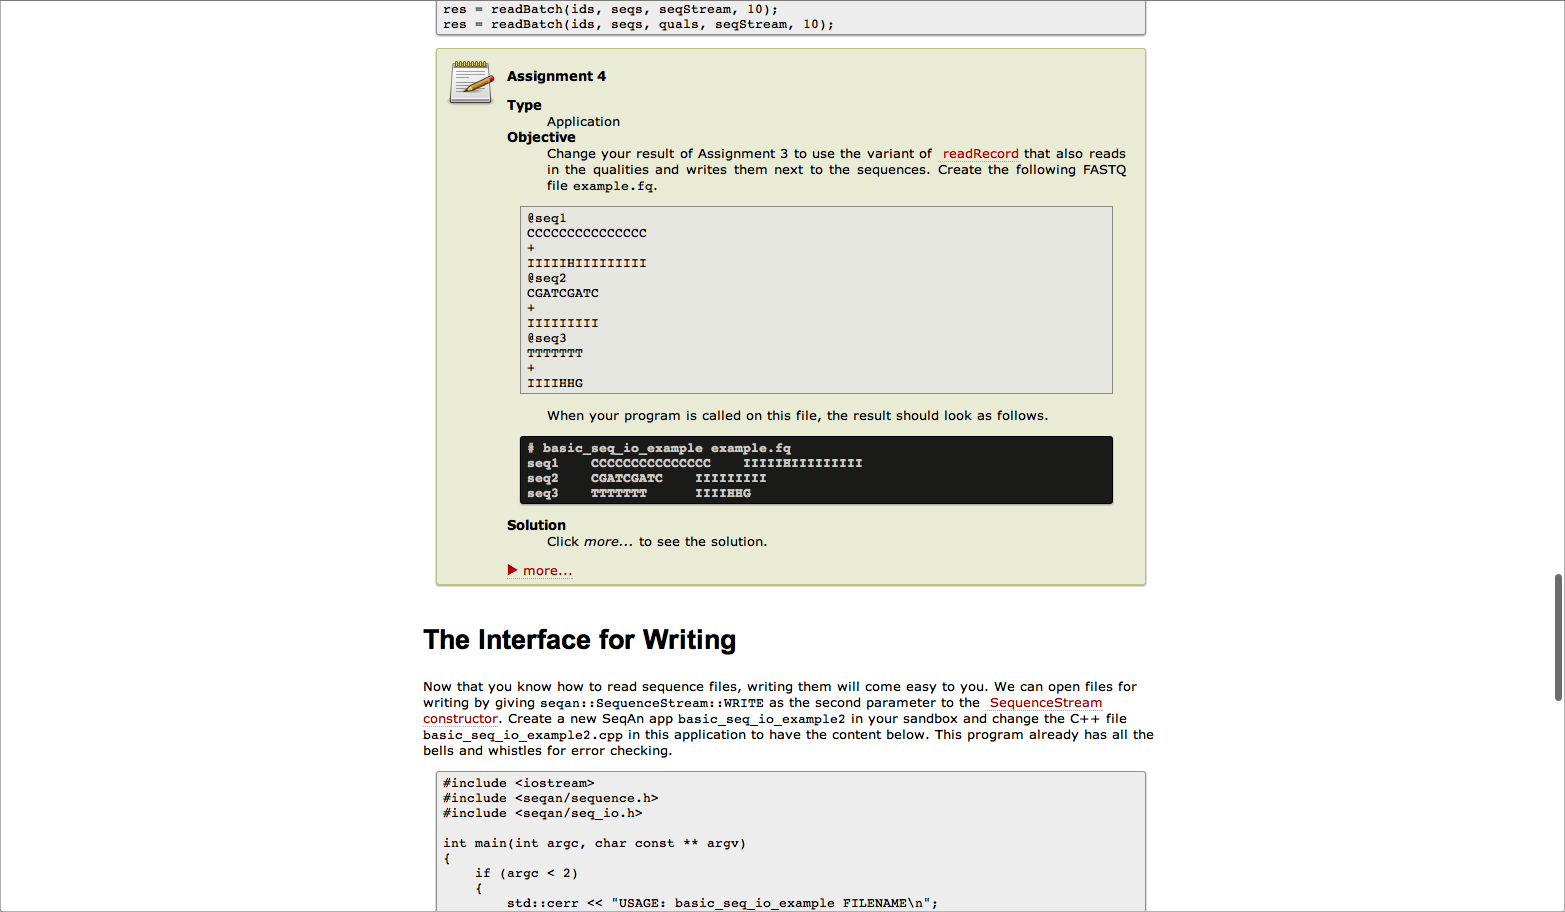 res = readBatch(ids, seqs, seqStream, 10);
res = readBatch(ids, seqs, quals, seqStream, 10);
Assignment 4
Type
Application
Objective
Change your result of Assignment 3 to use the variant of readRecord that also reads
in the qualities and writes them next to the sequences. Create the following FASTQ
file example.fq.
@seq1
CCCCCCCCCCCCCCC
+
IIIIIHIIIIIIIII
@seq2
CGATCGATC
+
IIIIIIIII
@seq3
TTTTTTT
+
IIIIHHG
When your program is called on this file, the result should look as follows.
# basic_seq_io_example example.fq
seq1    CCCCCCCCCCCCCCC    IIIIIHIIIIIIIII
seq2    CGATCGATC    IIIIIIIII
seq3    TTTTTTT      IIIIHHG
Solution
Click more... to see the solution.
▶ more...
The Interface for Writing
Now that you know how to read sequence files, writing them will come easy to you. We can open files for
writing by giving seqan::SequenceStream::WRITE as the second parameter to the SequenceStream
constructor. Create a new SeqAn app basic_seq_io_example2 in your sandbox and change the C++ file
basic_seq_io_example2.cpp in this application to have the content below. This program already has all the
bells and whistles for error checking.
#include <iostream>
#include <seqan/sequence.h>
#include <seqan/seq_io.h>
int main(int argc, char const ** argv)
{
    if (argc < 2)
    {
        std::cerr << "USAGE: basic_seq_io_example FILENAME\n";